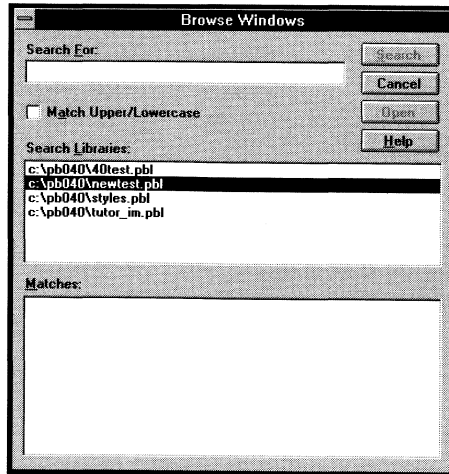 Browse Windows
Search For:
Search
Cancel
Match Upper/Lowercase
Open
Help
Search Libraries:
c:\pb040\40test.pbl
c:\pb040\newtest.pbl
c:\pb040\styles.pbl
c:\pb040\tutor_im.pbl
Matches: